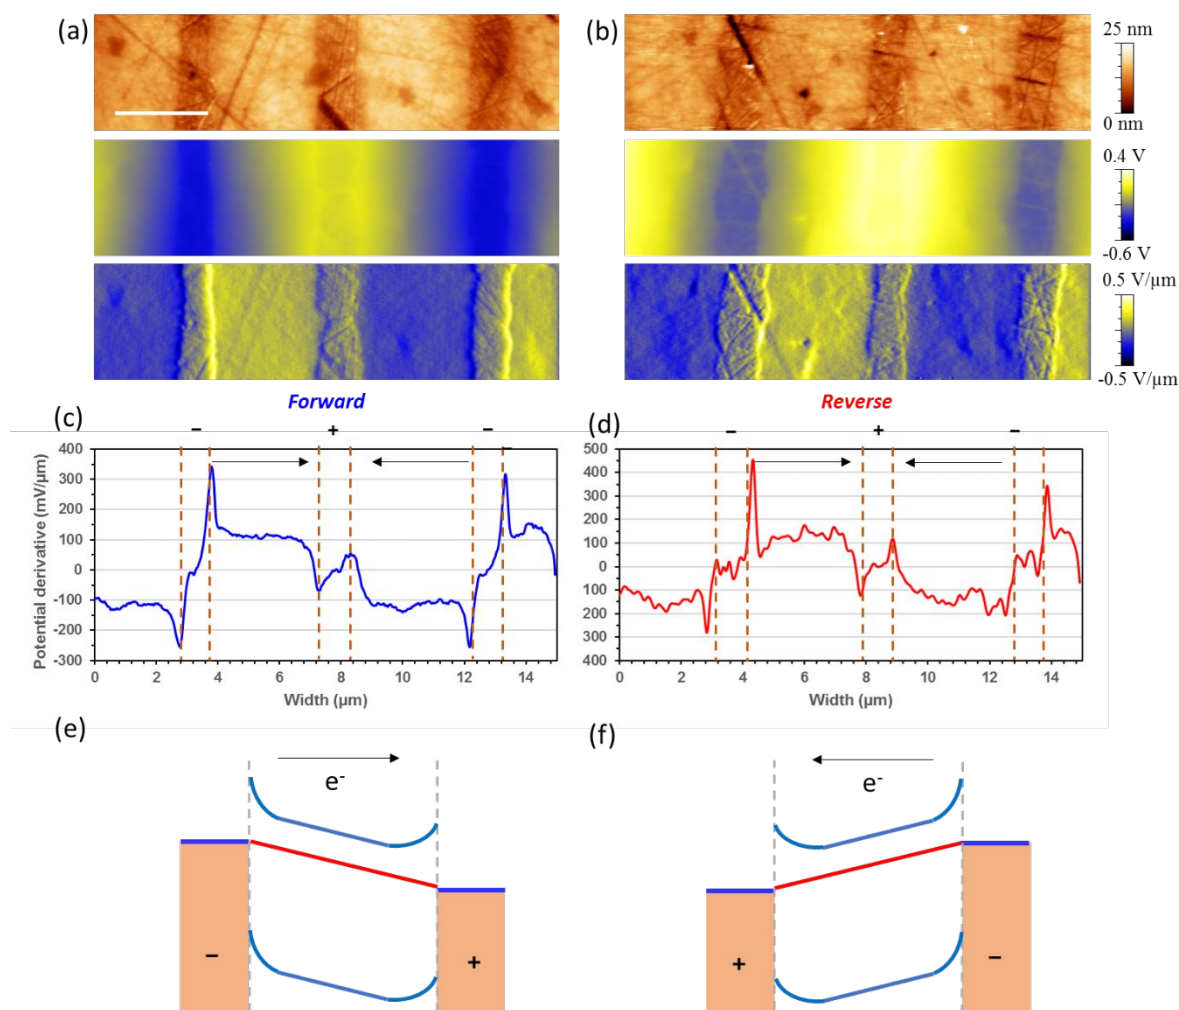 (a)
(b)
25 nm
0 nm
0.4 V
-0.6 V
0.5 V/µm
-0.5 V/µm
Forward
Reverse
(c)
(d)
− + −
−
− + −
400
300
200
100
0
-100
-200
-300
Potential derivative (mV/µm)
0 2 4 6 8 10 12 14
Width (µm)
500
400
300
200
100
0
100
200
300
400
0 2 4 6 8 10 12 14
Width (µm)
(e)
(f)
e-
e-
−
+
+
−